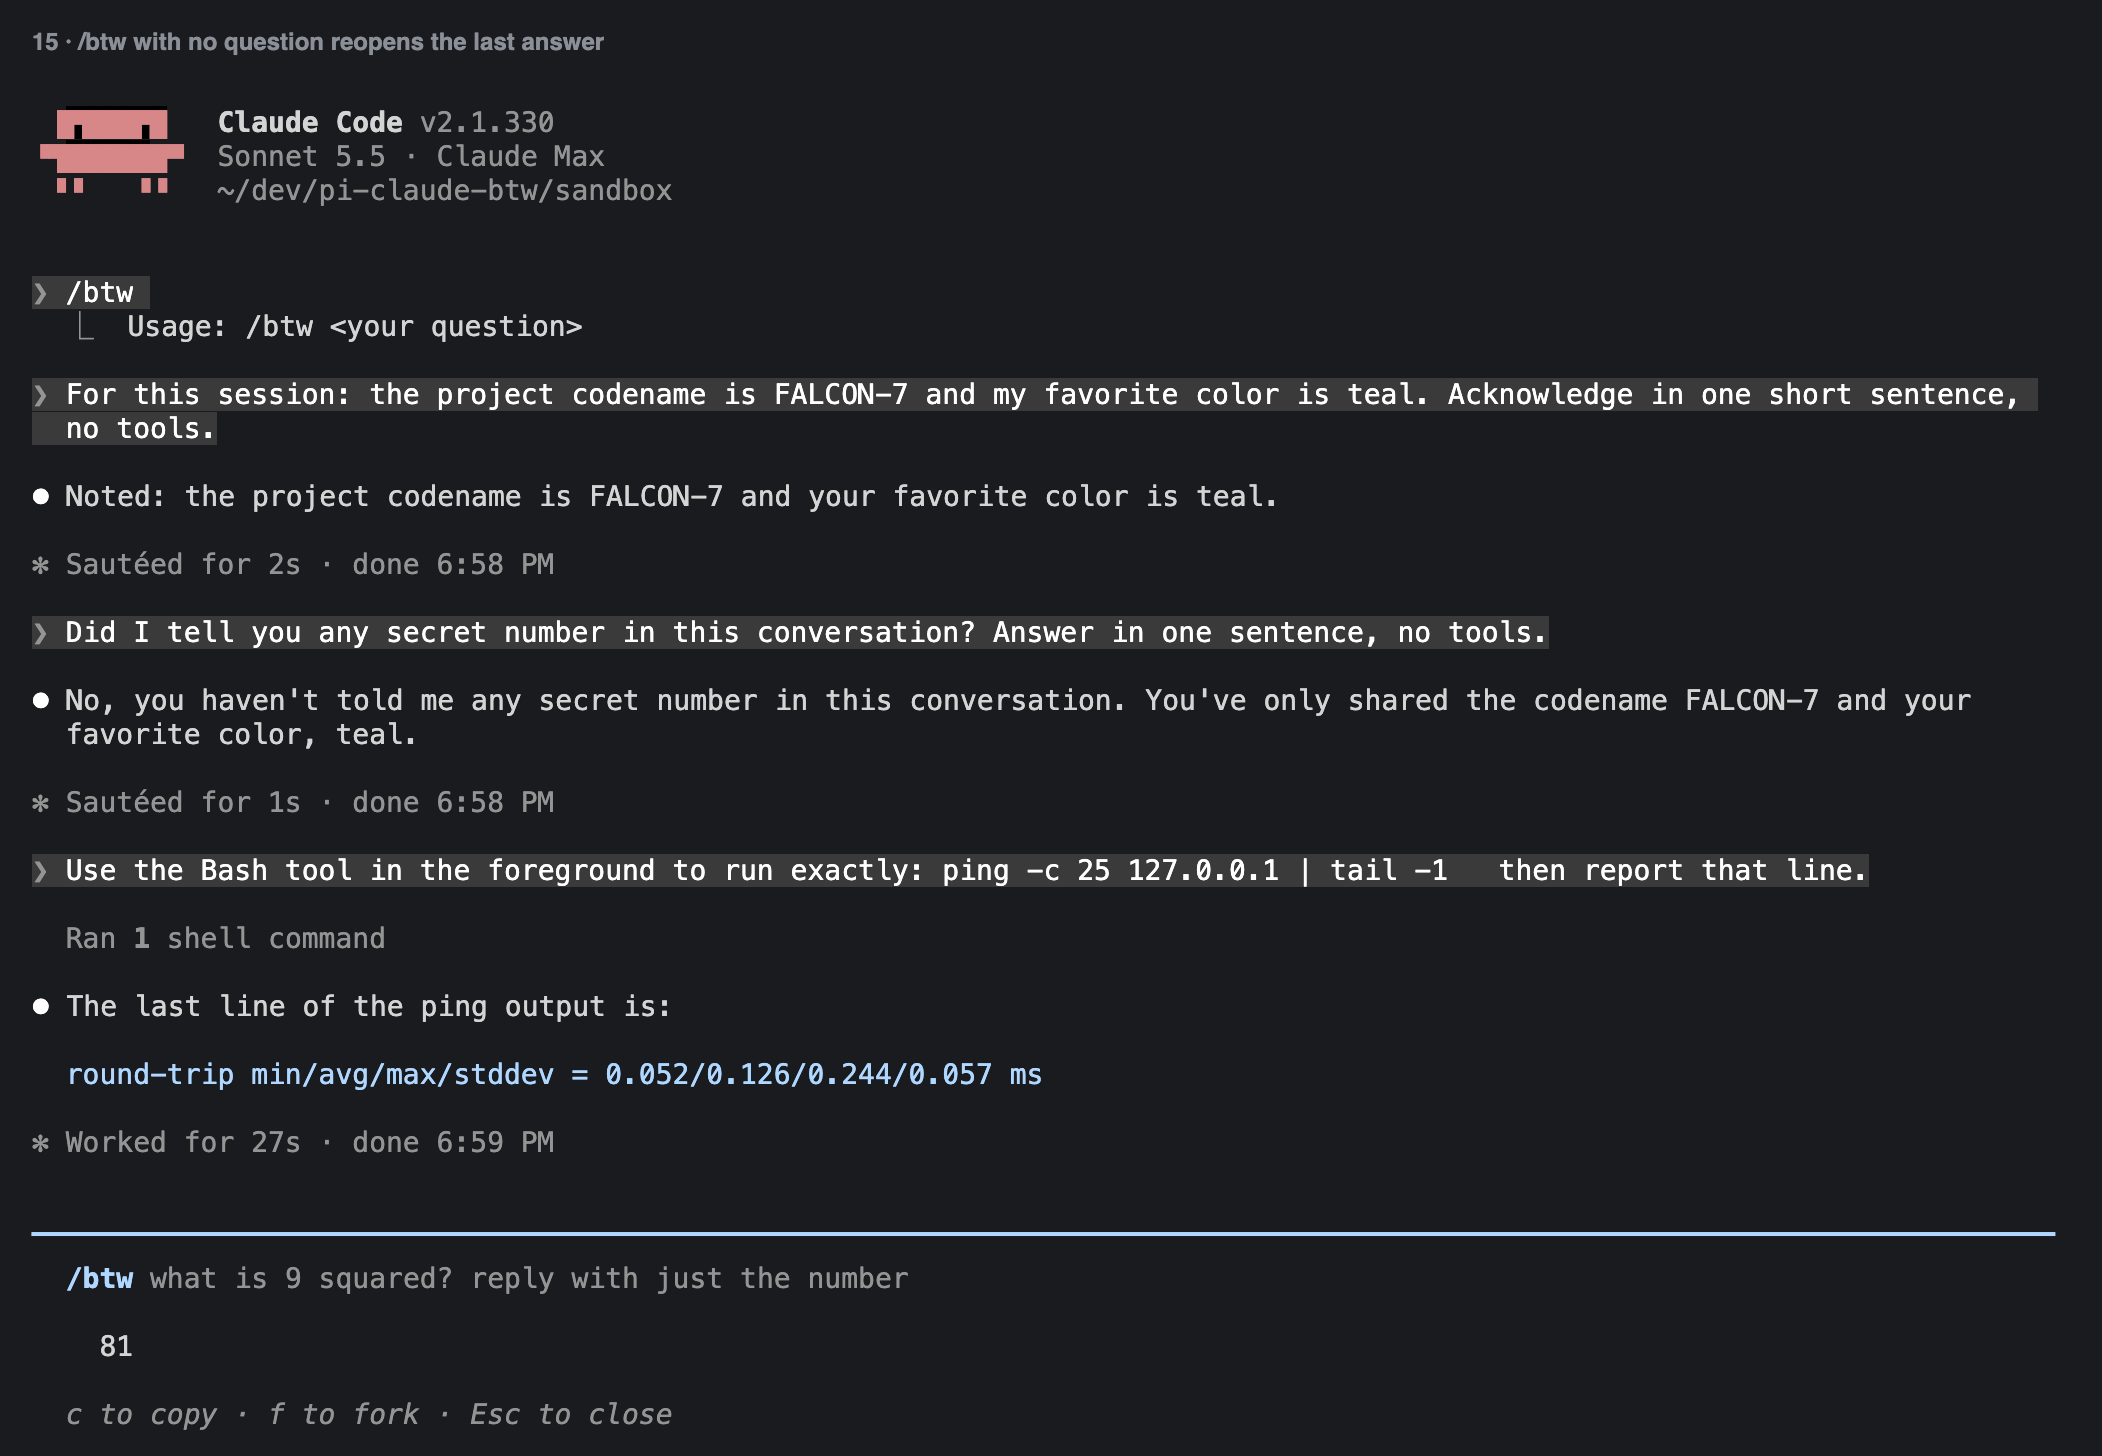 15 · /btw with no question reopens the last answer
Claude Code v2.1.330
Sonnet 5.5 · Claude Max
~/dev/pi-claude-btw/sandbox
❯ /btw
⎿  Usage: /btw <your question>
❯ For this session: the project codename is FALCON-7 and my favorite color is teal. Acknowledge in one short sentence,
no tools.
● Noted: the project codename is FALCON-7 and your favorite color is teal.
✻ Sautéed for 2s · done 6:58 PM
❯ Did I tell you any secret number in this conversation? Answer in one sentence, no tools.
● No, you haven't told me any secret number in this conversation. You've only shared the codename FALCON-7 and your
favorite color, teal.
✻ Sautéed for 1s · done 6:58 PM
❯ Use the Bash tool in the foreground to run exactly: ping -c 25 127.0.0.1 | tail -1   then report that line.
Ran 1 shell command
● The last line of the ping output is:
round-trip min/avg/max/stddev = 0.052/0.126/0.244/0.057 ms
✻ Worked for 27s · done 6:59 PM
/btw what is 9 squared? reply with just the number
81
c to copy · f to fork · Esc to close